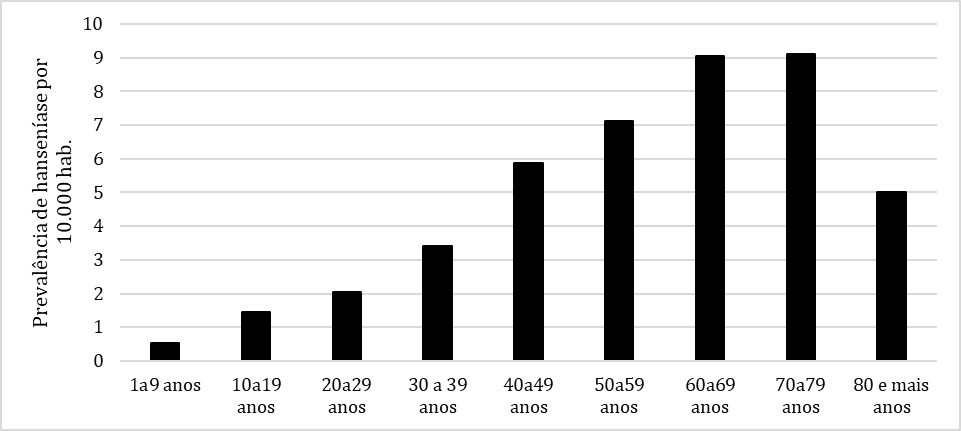 Prevalência de hanseníase por
10.000 hab.
10
9
8
7
6
5
4
3
2
1
0
1a9 anos
10a19
anos
20a29
anos
30 a 39
anos
40a49
anos
50a59
anos
60a69
anos
70a79
anos
80 e mais
anos